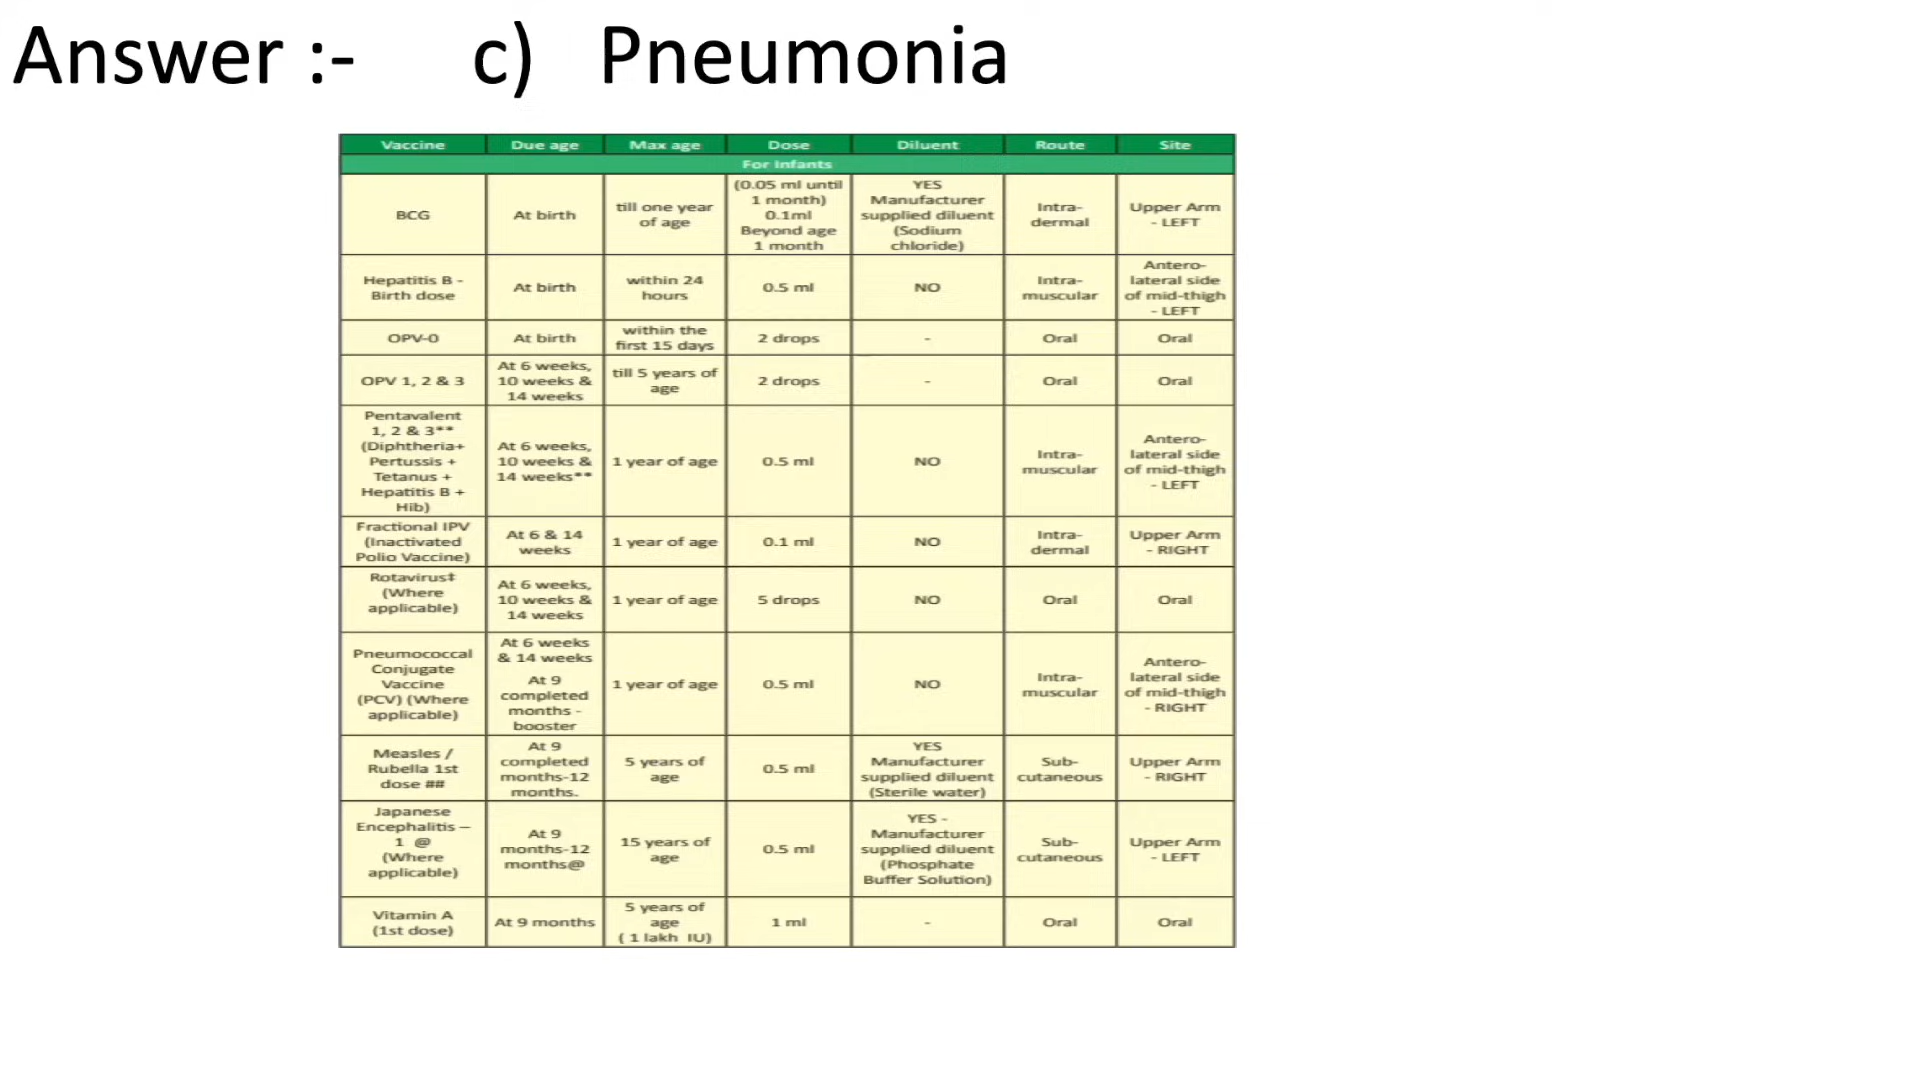 Answer :- c) Pneumonia
Vaccine Due age Max age Dose Diluent Route Site
For Infants
BCG
At birth
till one year
of age
(0.05 ml until
1 month)
0.1ml
Beyond age
1 month
YES
Manufacturer
supplied diluent
(Sodium
chloride)
Intra-
dermal
Upper Arm
- LEFT
Hepatitis B -
Birth dose
At birth
within 24
hours
0.5 ml
NO
Intra-
muscular
Antero-
lateral side
of mid-thigh
- LEFT
OPV-0
At birth
within the
first 15 days
2 drops
-
Oral
Oral
OPV 1, 2 & 3
At 6 weeks,
10 weeks &
14 weeks
till 5 years of
age
2 drops
-
Oral
Oral
Pentavalent
1, 2 & 3**
(Diphtheria+
Pertussis +
Tetanus +
Hepatitis B +
Hib)
At 6 weeks,
10 weeks &
14 weeks**
1 year of age
0.5 ml
NO
Intra-
muscular
Antero-
lateral side
of mid-thigh
- LEFT
Fractional IPV
(Inactivated
Polio Vaccine)
At 6 & 14
weeks
1 year of age
0.1 ml
NO
Intra-
dermal
Upper Arm
- RIGHT
Rotavirus‡
(Where
applicable)
At 6 weeks,
10 weeks &
14 weeks
1 year of age
5 drops
NO
Oral
Oral
Pneumococcal
Conjugate
Vaccine
(PCV) (Where
applicable)
At 6 weeks
& 14 weeks
At 9
completed
months -
booster
1 year of age
0.5 ml
NO
Intra-
muscular
Antero-
lateral side
of mid-thigh
- RIGHT
Measles /
Rubella 1st
dose ##
At 9
completed
months-12
months.
5 years of
age
0.5 ml
YES
Manufacturer
supplied diluent
(Sterile water)
Sub-
cutaneous
Upper Arm
- RIGHT
Japanese
Encephalitis –
1 @
(Where
applicable)
At 9
months-12
months@
15 years of
age
0.5 ml
YES -
Manufacturer
supplied diluent
(Phosphate
Buffer Solution)
Sub-
cutaneous
Upper Arm
- LEFT
Vitamin A
(1st dose)
At 9 months
5 years of
age
( 1 lakh IU)
1 ml
-
Oral
Oral